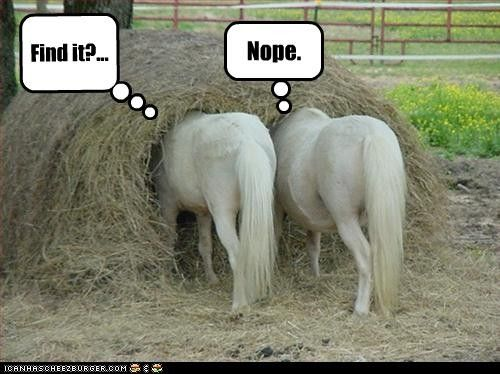 Find it?...
Nope.
ICANHASCHEEZBURGER.COM